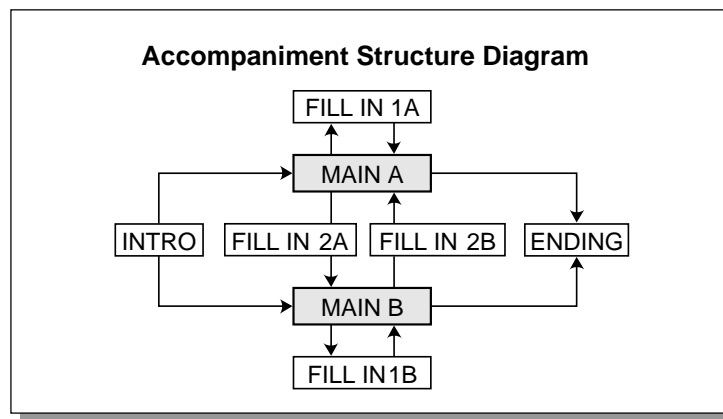 Accompaniment Structure Diagram
FILL IN 1A
MAIN A
INTRO
FILL IN 2A
FILL IN 2B
ENDING
MAIN B
FILL IN1B